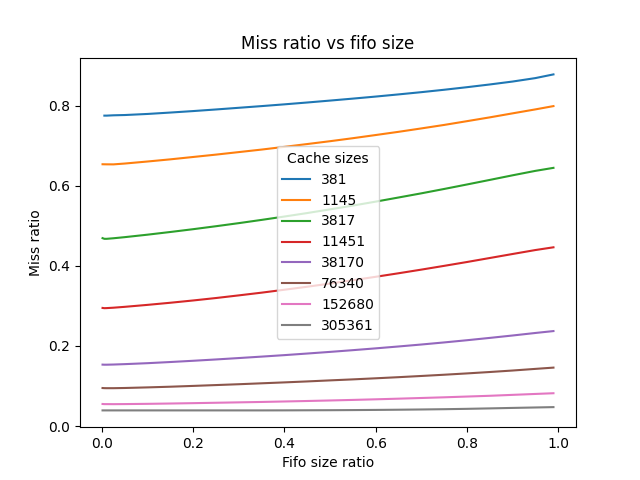 Miss ratio vs fifo size
Miss ratio
0.8
0.6
0.4
0.2
0.0
Cache sizes
381
1145
3817
11451
38170
76340
152680
305361
0.0 0.2 0.4 0.6 0.8 1.0
Fifo size ratio